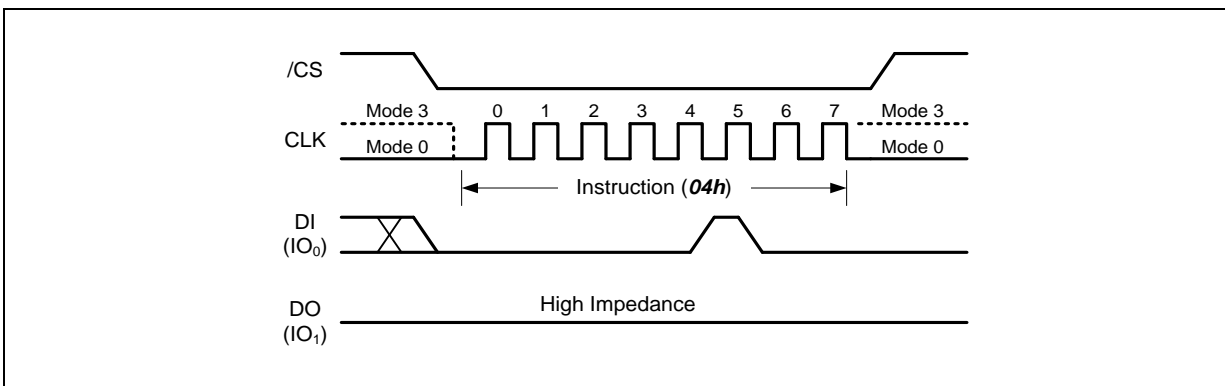 /CS
Mode 3 0 1 2 3 4 5 6 7 Mode 3
CLK
Mode 0 Mode 0
Instruction (04h)
DI
(IO₀)
High Impedance
DO
(IO₁)